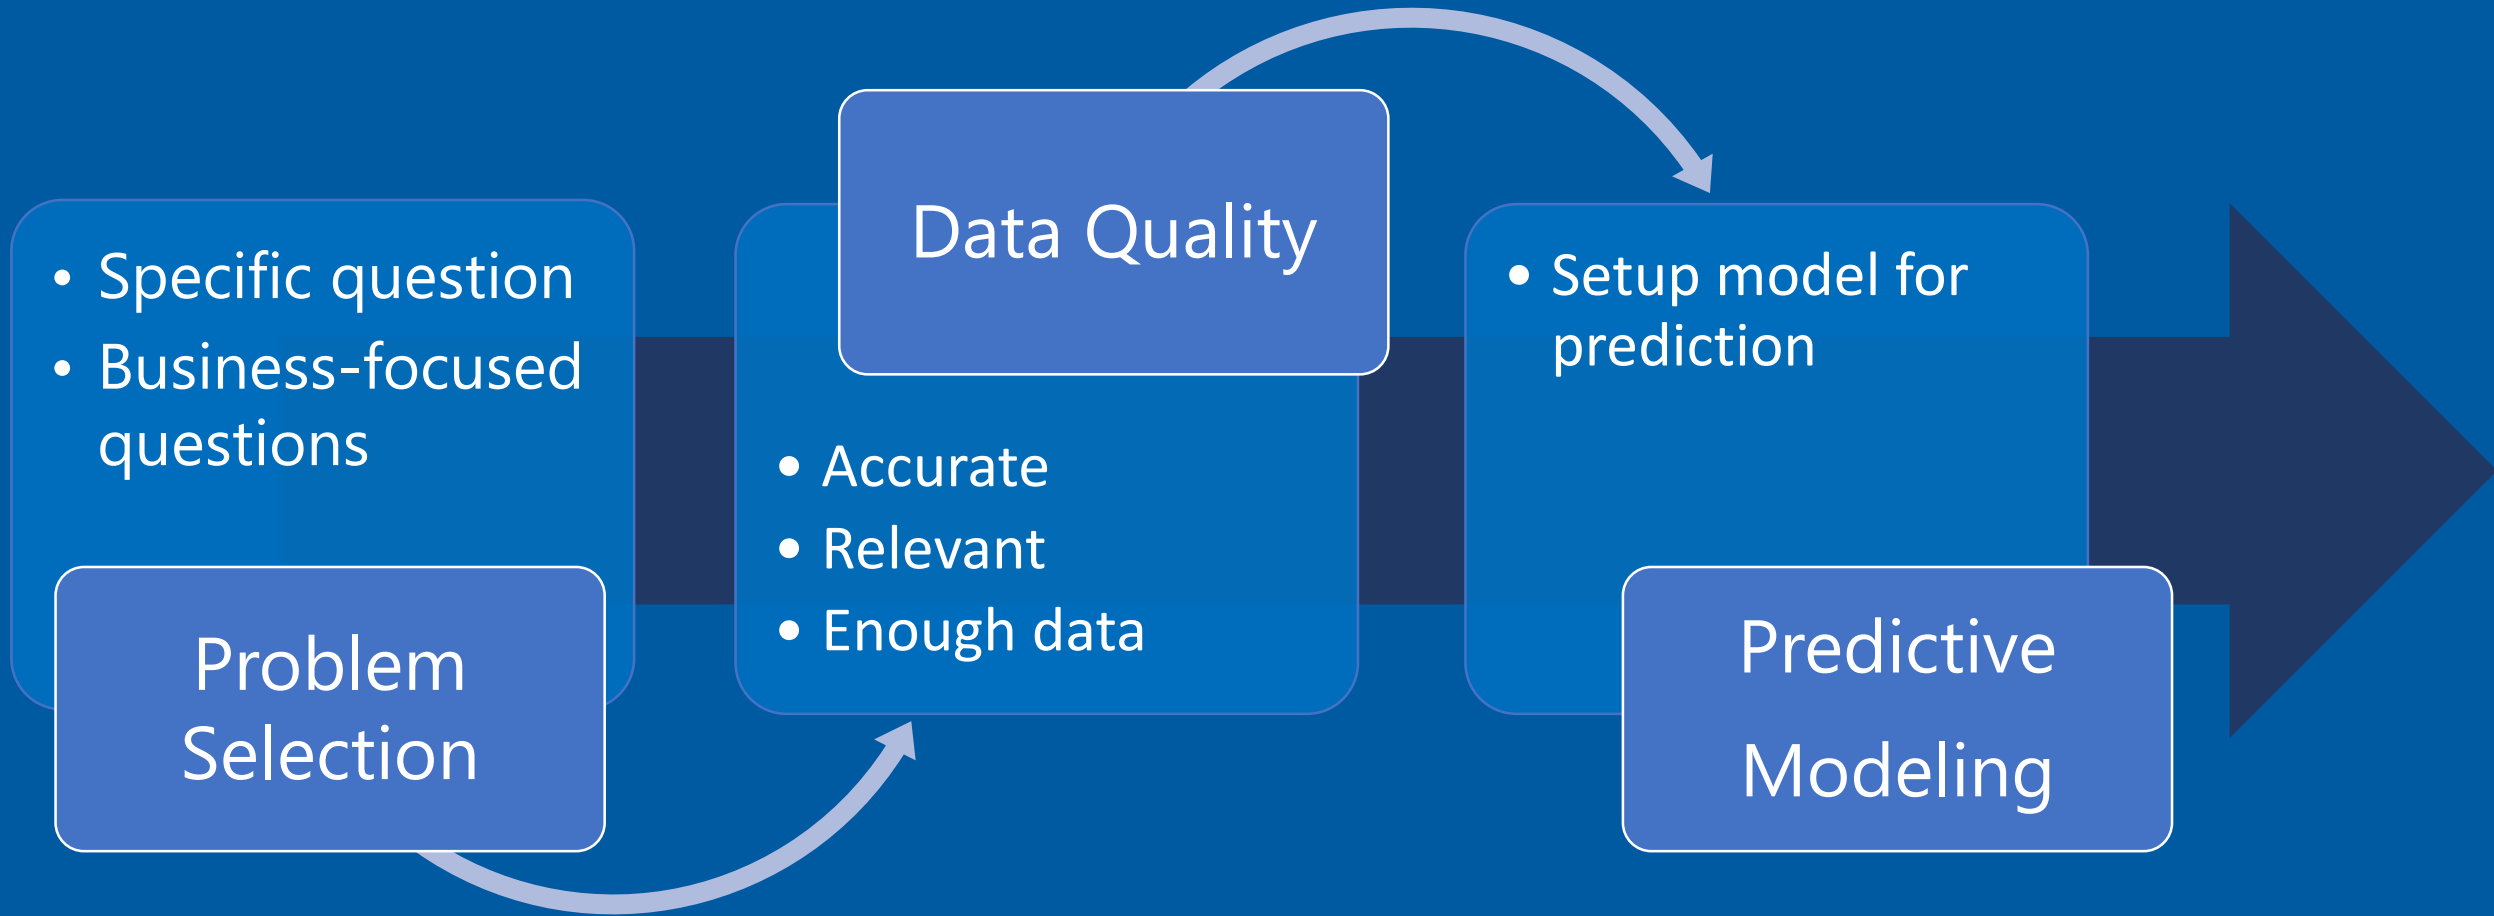 • Specific question
• Business-focused
questions
Problem
Selection
Data Quality
• Accurate
• Relevant
• Enough data
• Setup model for
prediction
Predictive
Modeling